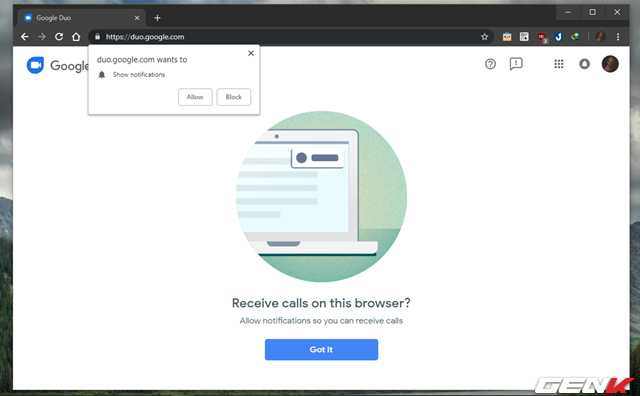 Google Duo
https://duo.google.com
Google
duo.google.com wants to
Show notifications
Allow
Block
Receive calls on this browser?
Allow notifications so you can receive calls
Got it
GENK